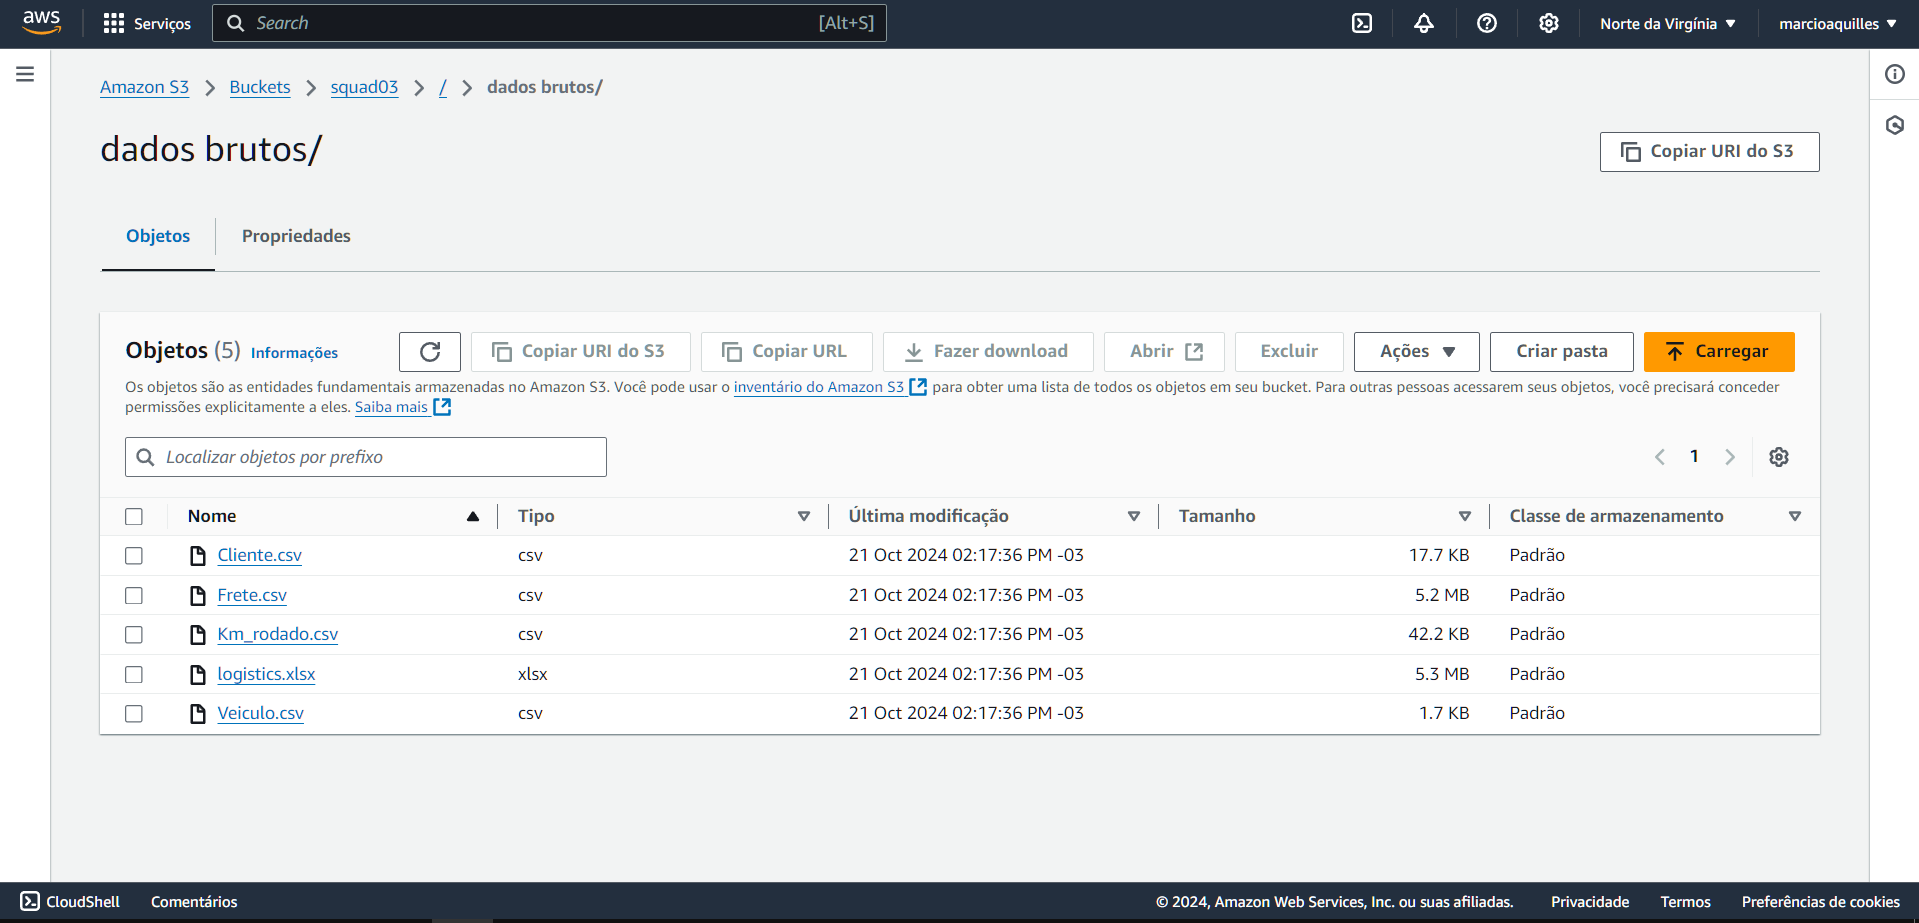 aws Serviços Search [Alt+S] Norte da Virgínia marcioaquilles
Amazon S3 Buckets squad03 / dados brutos/
dados brutos/
Copiar URI do S3
Objetos Propriedades
Objetos (5) Informações Copiar URI do S3 Copiar URL Fazer download Abrir Excluir Ações Criar pasta Carregar
Os objetos são as entidades fundamentais armazenadas no Amazon S3. Você pode usar o inventário do Amazon S3 para obter uma lista de todos os objetos em seu bucket. Para outras pessoas acessarem seus objetos, você precisará conceder
permissões explicitamente a eles. Saiba mais
Localizar objetos por prefixo 1
Nome Tipo Última modificação Tamanho Classe de armazenamento
Cliente.csv csv 21 Oct 2024 02:17:36 PM -03 17.7 KB Padrão
Frete.csv csv 21 Oct 2024 02:17:36 PM -03 5.2 MB Padrão
Km_rodado.csv csv 21 Oct 2024 02:17:36 PM -03 42.2 KB Padrão
logistics.xlsx xlsx 21 Oct 2024 02:17:36 PM -03 5.3 MB Padrão
Veiculo.csv csv 21 Oct 2024 02:17:36 PM -03 1.7 KB Padrão
CloudShell Comentários © 2024, Amazon Web Services, Inc. ou suas afiliadas. Privacidade Termos Preferências de cookies